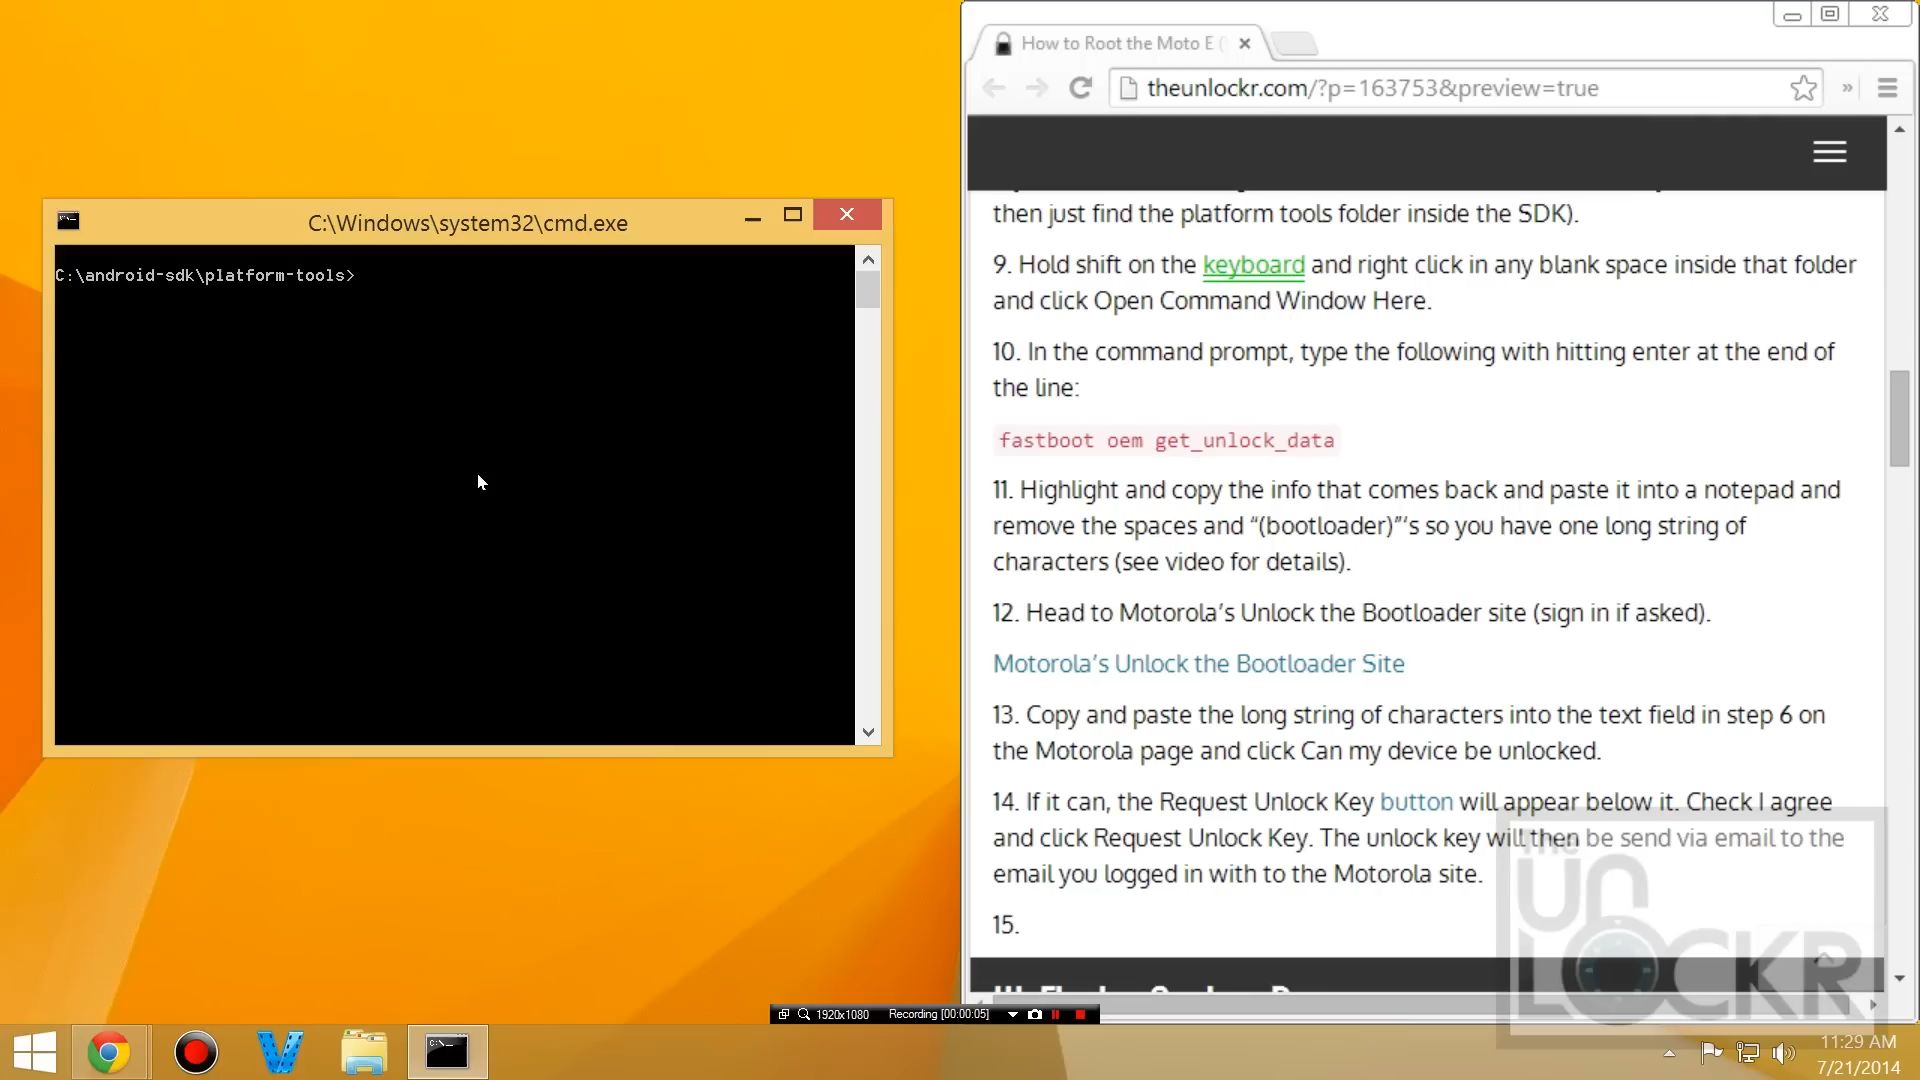 C:\Windows\system32\cmd.exe
C:\android-sdk\platform-tools>
How to Root the Moto E (
theunlockr.com/?p=163753&preview=true
then just find the platform tools folder inside the SDK).
9. Hold shift on the keyboard and right click in any blank space inside that folder
and click Open Command Window Here.
10. In the command prompt, type the following with hitting enter at the end of
the line:
fastboot oem get_unlock_data
11. Highlight and copy the info that comes back and paste it into a notepad and
remove the spaces and “(bootloader)”‘s so you have one long string of
characters (see video for details).
12. Head to Motorola’s Unlock the Bootloader site (sign in if asked).
Motorola’s Unlock the Bootloader Site
13. Copy and paste the long string of characters into the text field in step 6 on
the Motorola page and click Can my device be unlocked.
14. If it can, the Request Unlock Key button will appear below it. Check I agree
and click Request Unlock Key. The unlock key will then be send via email to the
email you logged in with to the Motorola site.
15.
THE
UN
LOCKR
1920x1080 Recording [00:00:05]
C:\_
11:29 AM
7/21/2014